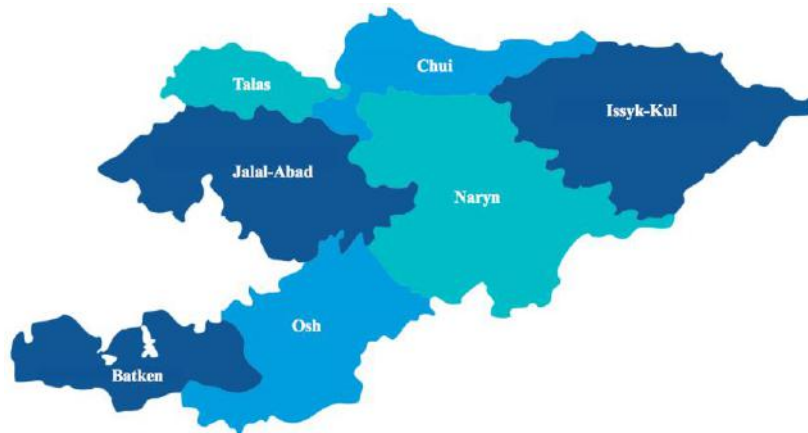 Chui
Talas
Issyk-Kul
Jalal-Abad
Naryn
Osh
Batken